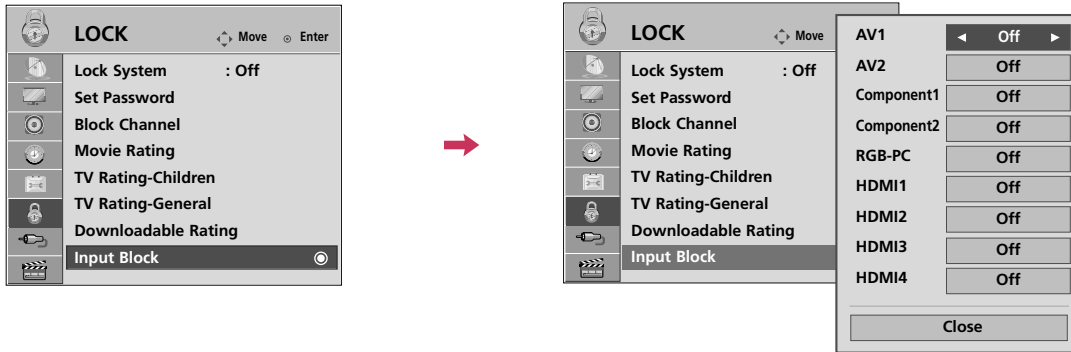 LOCK
Move
Enter
Lock System : Off
Set Password
Block Channel
Movie Rating
TV Rating-Children
TV Rating-General
Downloadable Rating
Input Block
LOCK
Move
Lock System : Off
Set Password
Block Channel
Movie Rating
TV Rating-Children
TV Rating-General
Downloadable Rating
Input Block
AV1 ◄ Off ►
AV2 Off
Component1 Off
Component2 Off
RGB-PC Off
HDMI1 Off
HDMI2 Off
HDMI3 Off
HDMI4 Off
Close